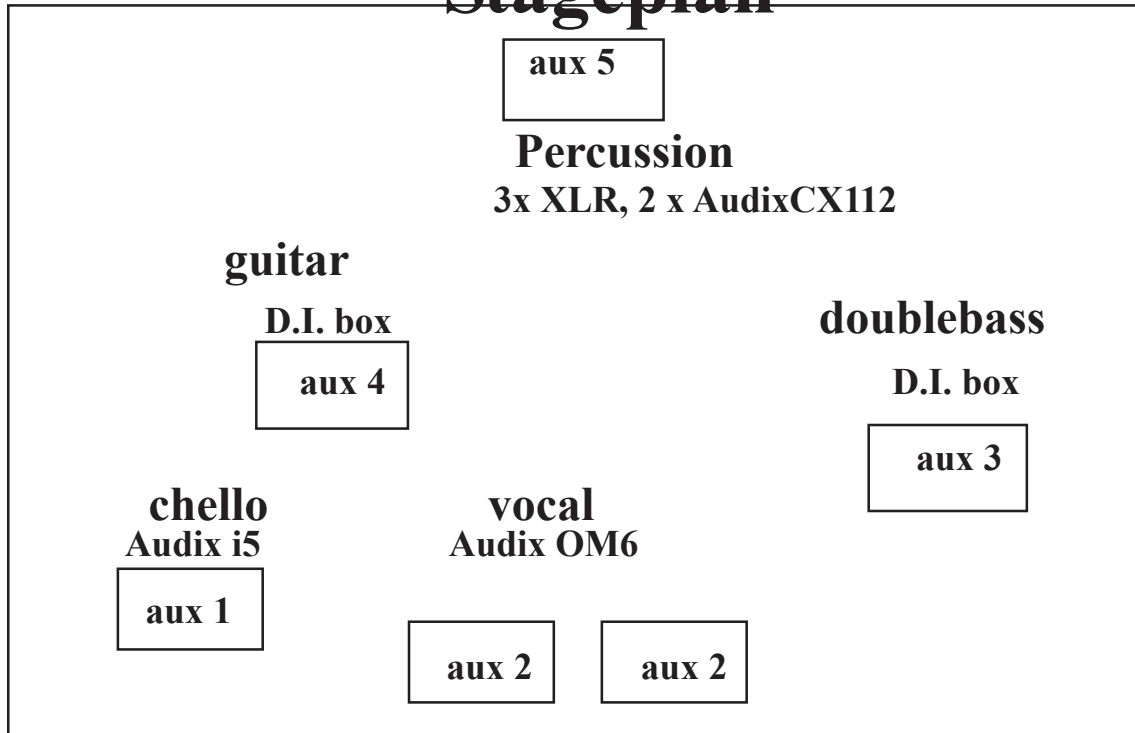 Stageplan
aux 5
Percussion
3x XLR, 2 x AudixCX112
guitar
D.I. box
aux 4
doublebass
D.I. box
aux 3
chello
Audix i5
aux 1
vocal
Audix OM6
aux 2
aux 2